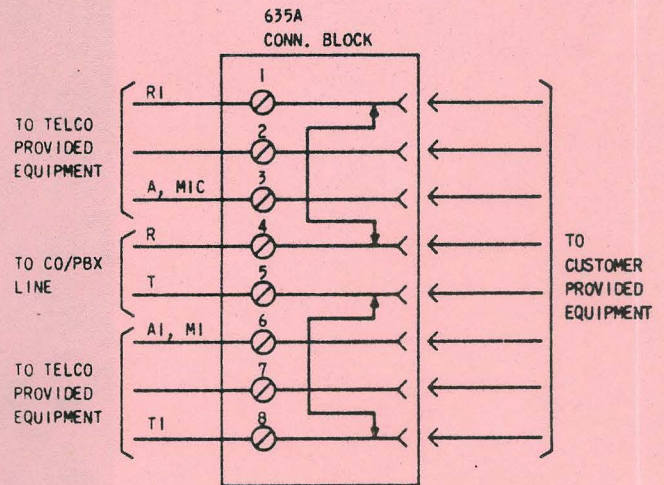 635A
CONN. BLOCK
1
R1
2
TO TELCO
PROVIDED
EQUIPMENT
3
A, MIC
4
R
TO CO/PBX
LINE
5
T
6
A1, M1
7
TO TELCO
PROVIDED
EQUIPMENT
8
T1
TO
CUSTOMER
PROVIDED
EQUIPMENT